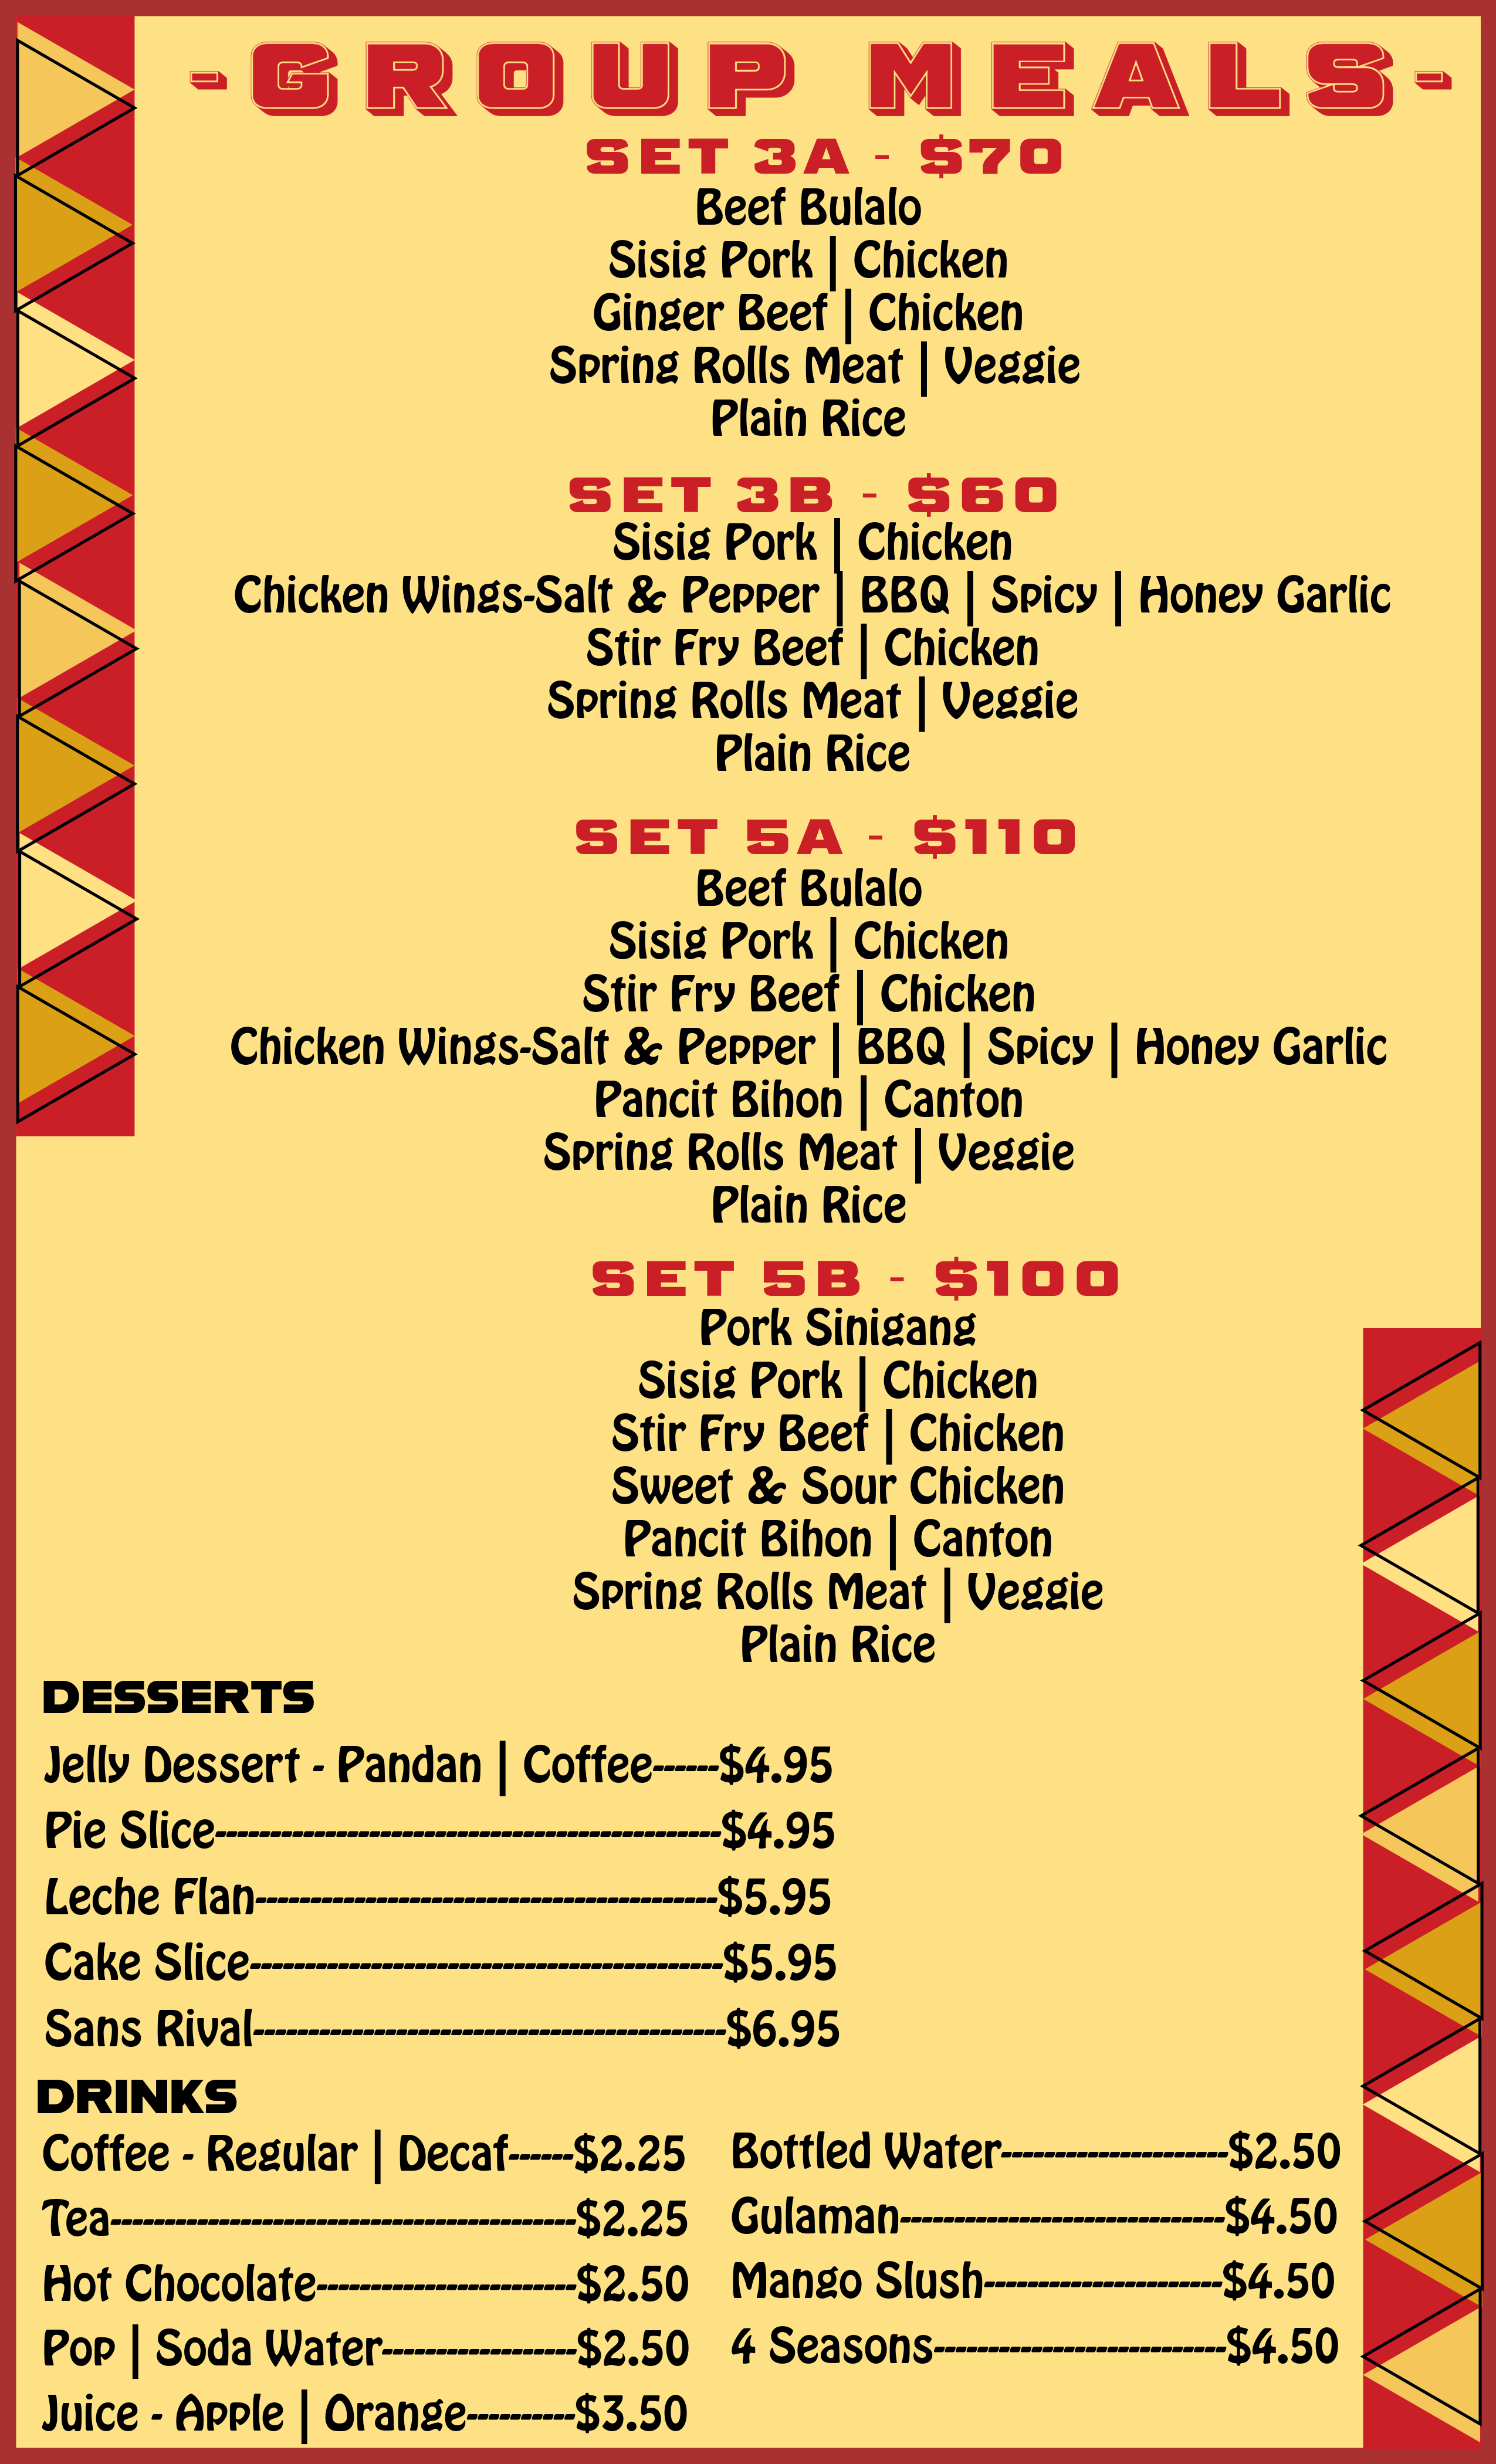 -GROUP MEALS-
SET 3A - $70
Beef Bulalo
Sisig Pork | Chicken
Ginger Beef | Chicken
Spring Rolls Meat | Veggie
Plain Rice
SET 3B - $60
Sisig Pork | Chicken
Chicken Wings-Salt & Pepper | BBQ | Spicy | Honey Garlic
Stir Fry Beef | Chicken
Spring Rolls Meat | Veggie
Plain Rice
SET 5A - $110
Beef Bulalo
Sisig Pork | Chicken
Stir Fry Beef | Chicken
Chicken Wings-Salt & Pepper | BBQ | Spicy | Honey Garlic
Pancit Bihon | Canton
Spring Rolls Meat | Veggie
Plain Rice
SET 5B - $100
Pork Sinigang
Sisig Pork | Chicken
Stir Fry Beef | Chicken
Sweet & Sour Chicken
Pancit Bihon | Canton
Spring Rolls Meat | Veggie
Plain Rice
DESSERTS
Jelly Dessert - Pandan | Coffee------$4.95
Pie Slice----------------------------------------------$4.95
Leche Flan------------------------------------------$5.95
Cake Slice-------------------------------------------$5.95
Sans Rival-------------------------------------------$6.95
DRINKS
Coffee - Regular | Decaf------$2.25
Tea-------------------------------------------$2.25
Hot Chocolate------------------------$2.50
Pop | Soda Water------------------$2.50
Juice - Apple | Orange----------$3.50
Bottled Water---------------------$2.50
Gulaman------------------------------$4.50
Mango Slush----------------------$4.50
4 Seasons---------------------------$4.50